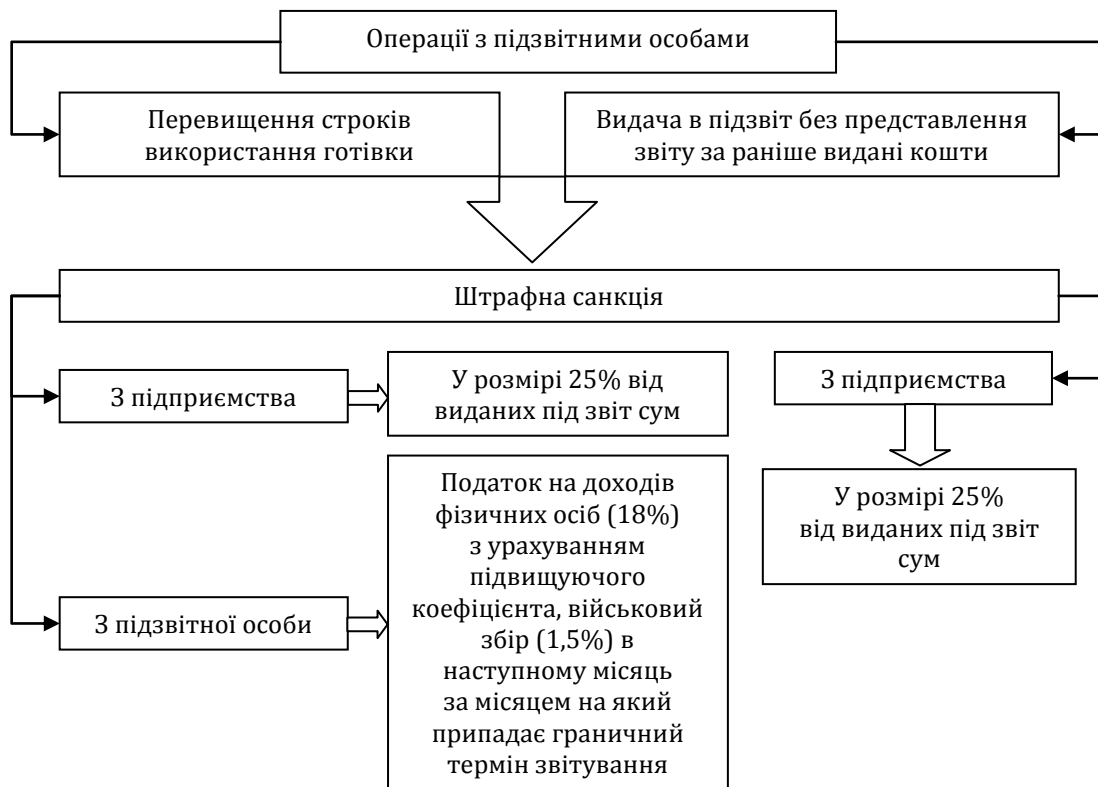 Операції з підзвітними особами
Перевищення строків
використання готівки
Видача в підзвіт без представлення
звіту за раніше видані кошти
Штрафна санкція
З підприємства
У розмірі 25% від
виданих під звіт сум
З підприємства
У розмірі 25%
від виданих під звіт
сум
З підзвітної особи
Податок на доходів
фізичних осіб (18%)
з урахуванням
підвищуючого
коефіцієнта, військовий
збір (1,5%) в
наступному місяць
за місяцем на який
припадає граничний
термін звітування